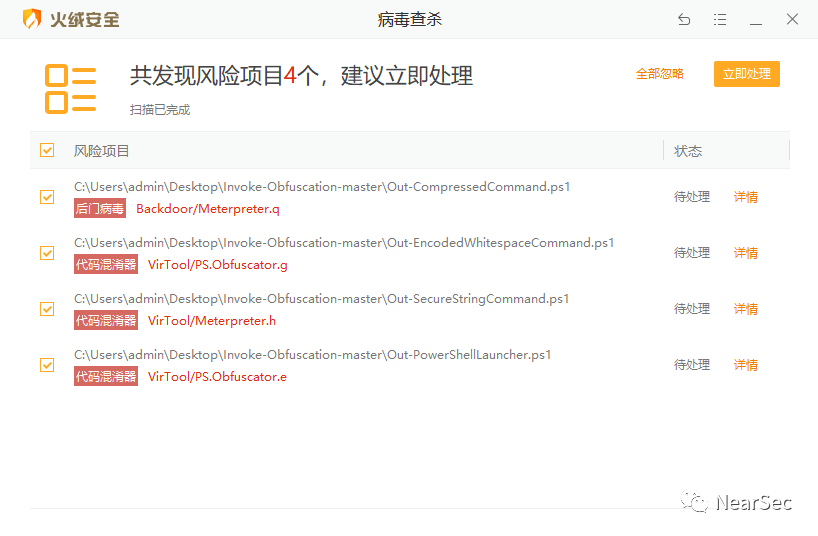 火绒安全
病毒查杀
共发现风险项目4个，建议立即处理
全部忽略
立即处理
扫描已完成
风险项目
状态
C:\Users\admin\Desktop\Invoke-Obfuscation-master\Out-CompressedCommand.ps1
后门病毒 Backdoor/Meterpreter.q
待处理
详情
C:\Users\admin\Desktop\Invoke-Obfuscation-master\Out-EncodedWhitespaceCommand.ps1
代码混淆器 VirTool/PS.Obfuscator.g
待处理
详情
C:\Users\admin\Desktop\Invoke-Obfuscation-master\Out-SecureStringCommand.ps1
代码混淆器 VirTool/Meterpreter.h
待处理
详情
C:\Users\admin\Desktop\Invoke-Obfuscation-master\Out-PowerShellLauncher.ps1
代码混淆器 VirTool/PS.Obfuscator.e
待处理
详情
NearSec